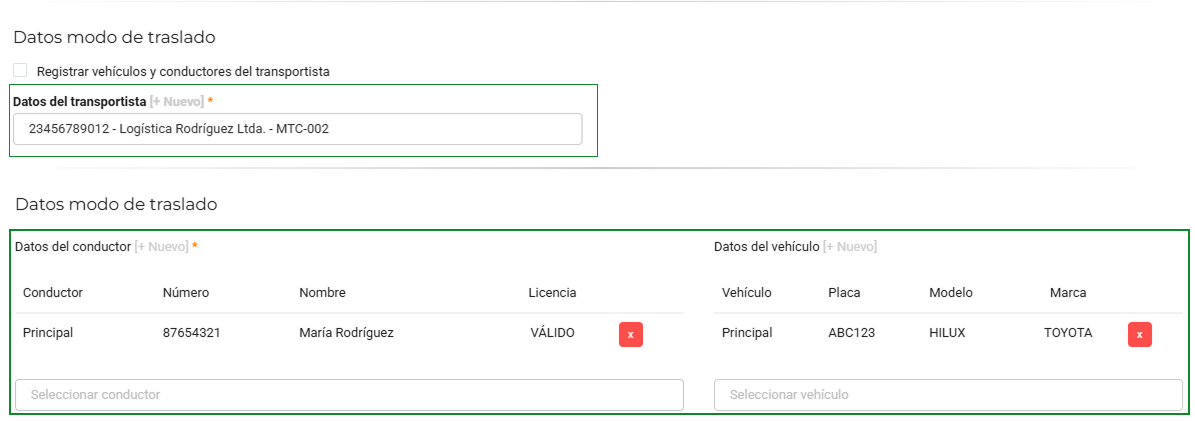 Datos modo de traslado
Registrar vehículos y conductores del transportista
Datos del transportista [+ Nuevo] *
23456789012 - Logística Rodríguez Ltda. - MTC-002
Datos modo de traslado
Datos del conductor [+ Nuevo] *
Conductor Número Nombre Licencia
Principal 87654321 María Rodríguez VÁLIDO x
Seleccionar conductor
Datos del vehículo [+ Nuevo]
Vehículo Placa Modelo Marca
Principal ABC123 HILUX TOYOTA x
Seleccionar vehículo